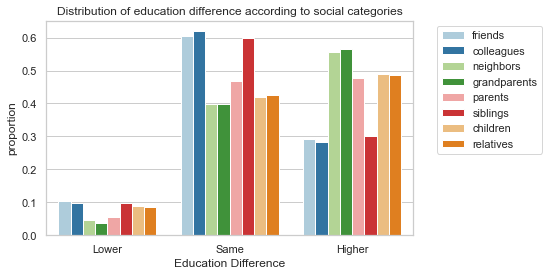 Distribution of education difference according to social categories
0.6
0.5
0.4
0.3
0.2
0.1
0.0
proportion
Lower
Same
Higher
Education Difference
friends
colleagues
neighbors
grandparents
parents
siblings
children
relatives